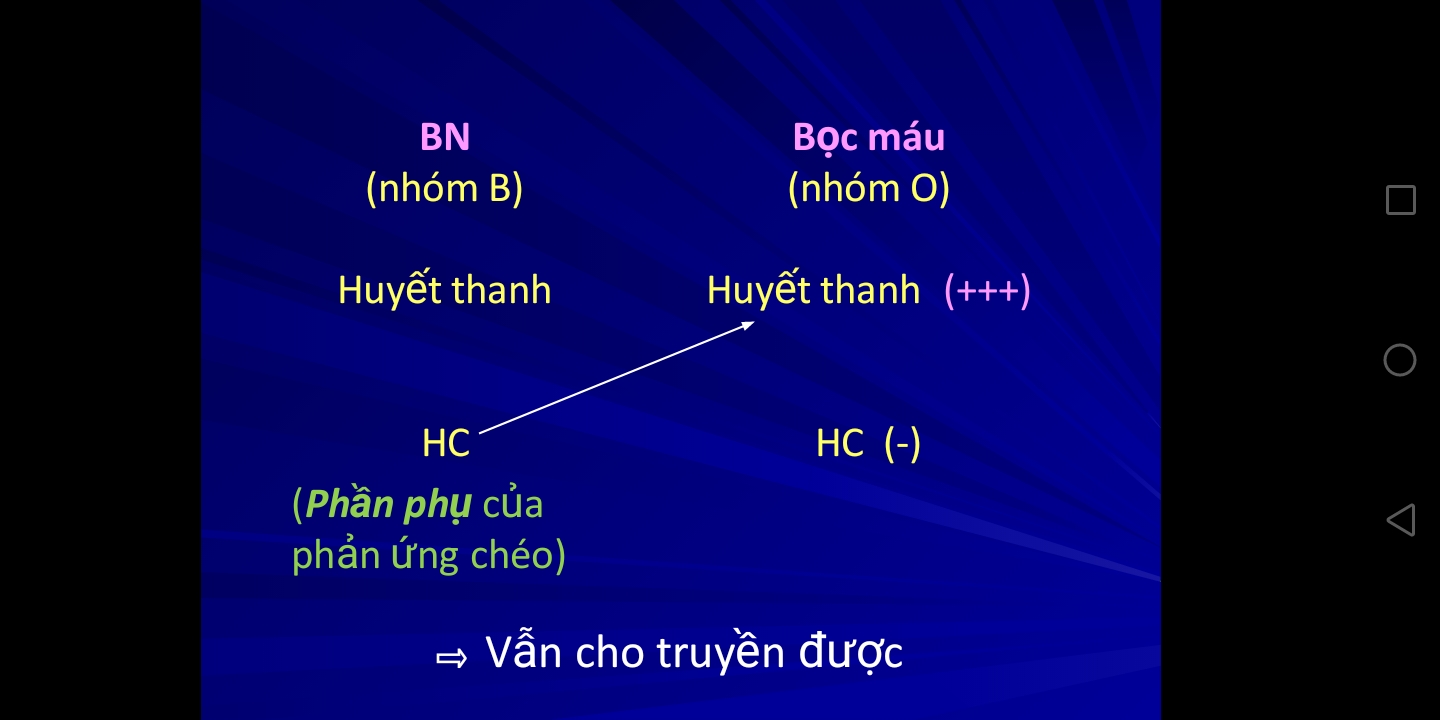 BN
(nhóm B)
Bọc máu
(nhóm O)
Huyết thanh
Huyết thanh (+++)
HC
HC (-)
(Phần phụ của
phản ứng chéo)
⇨ Vẫn cho truyền được